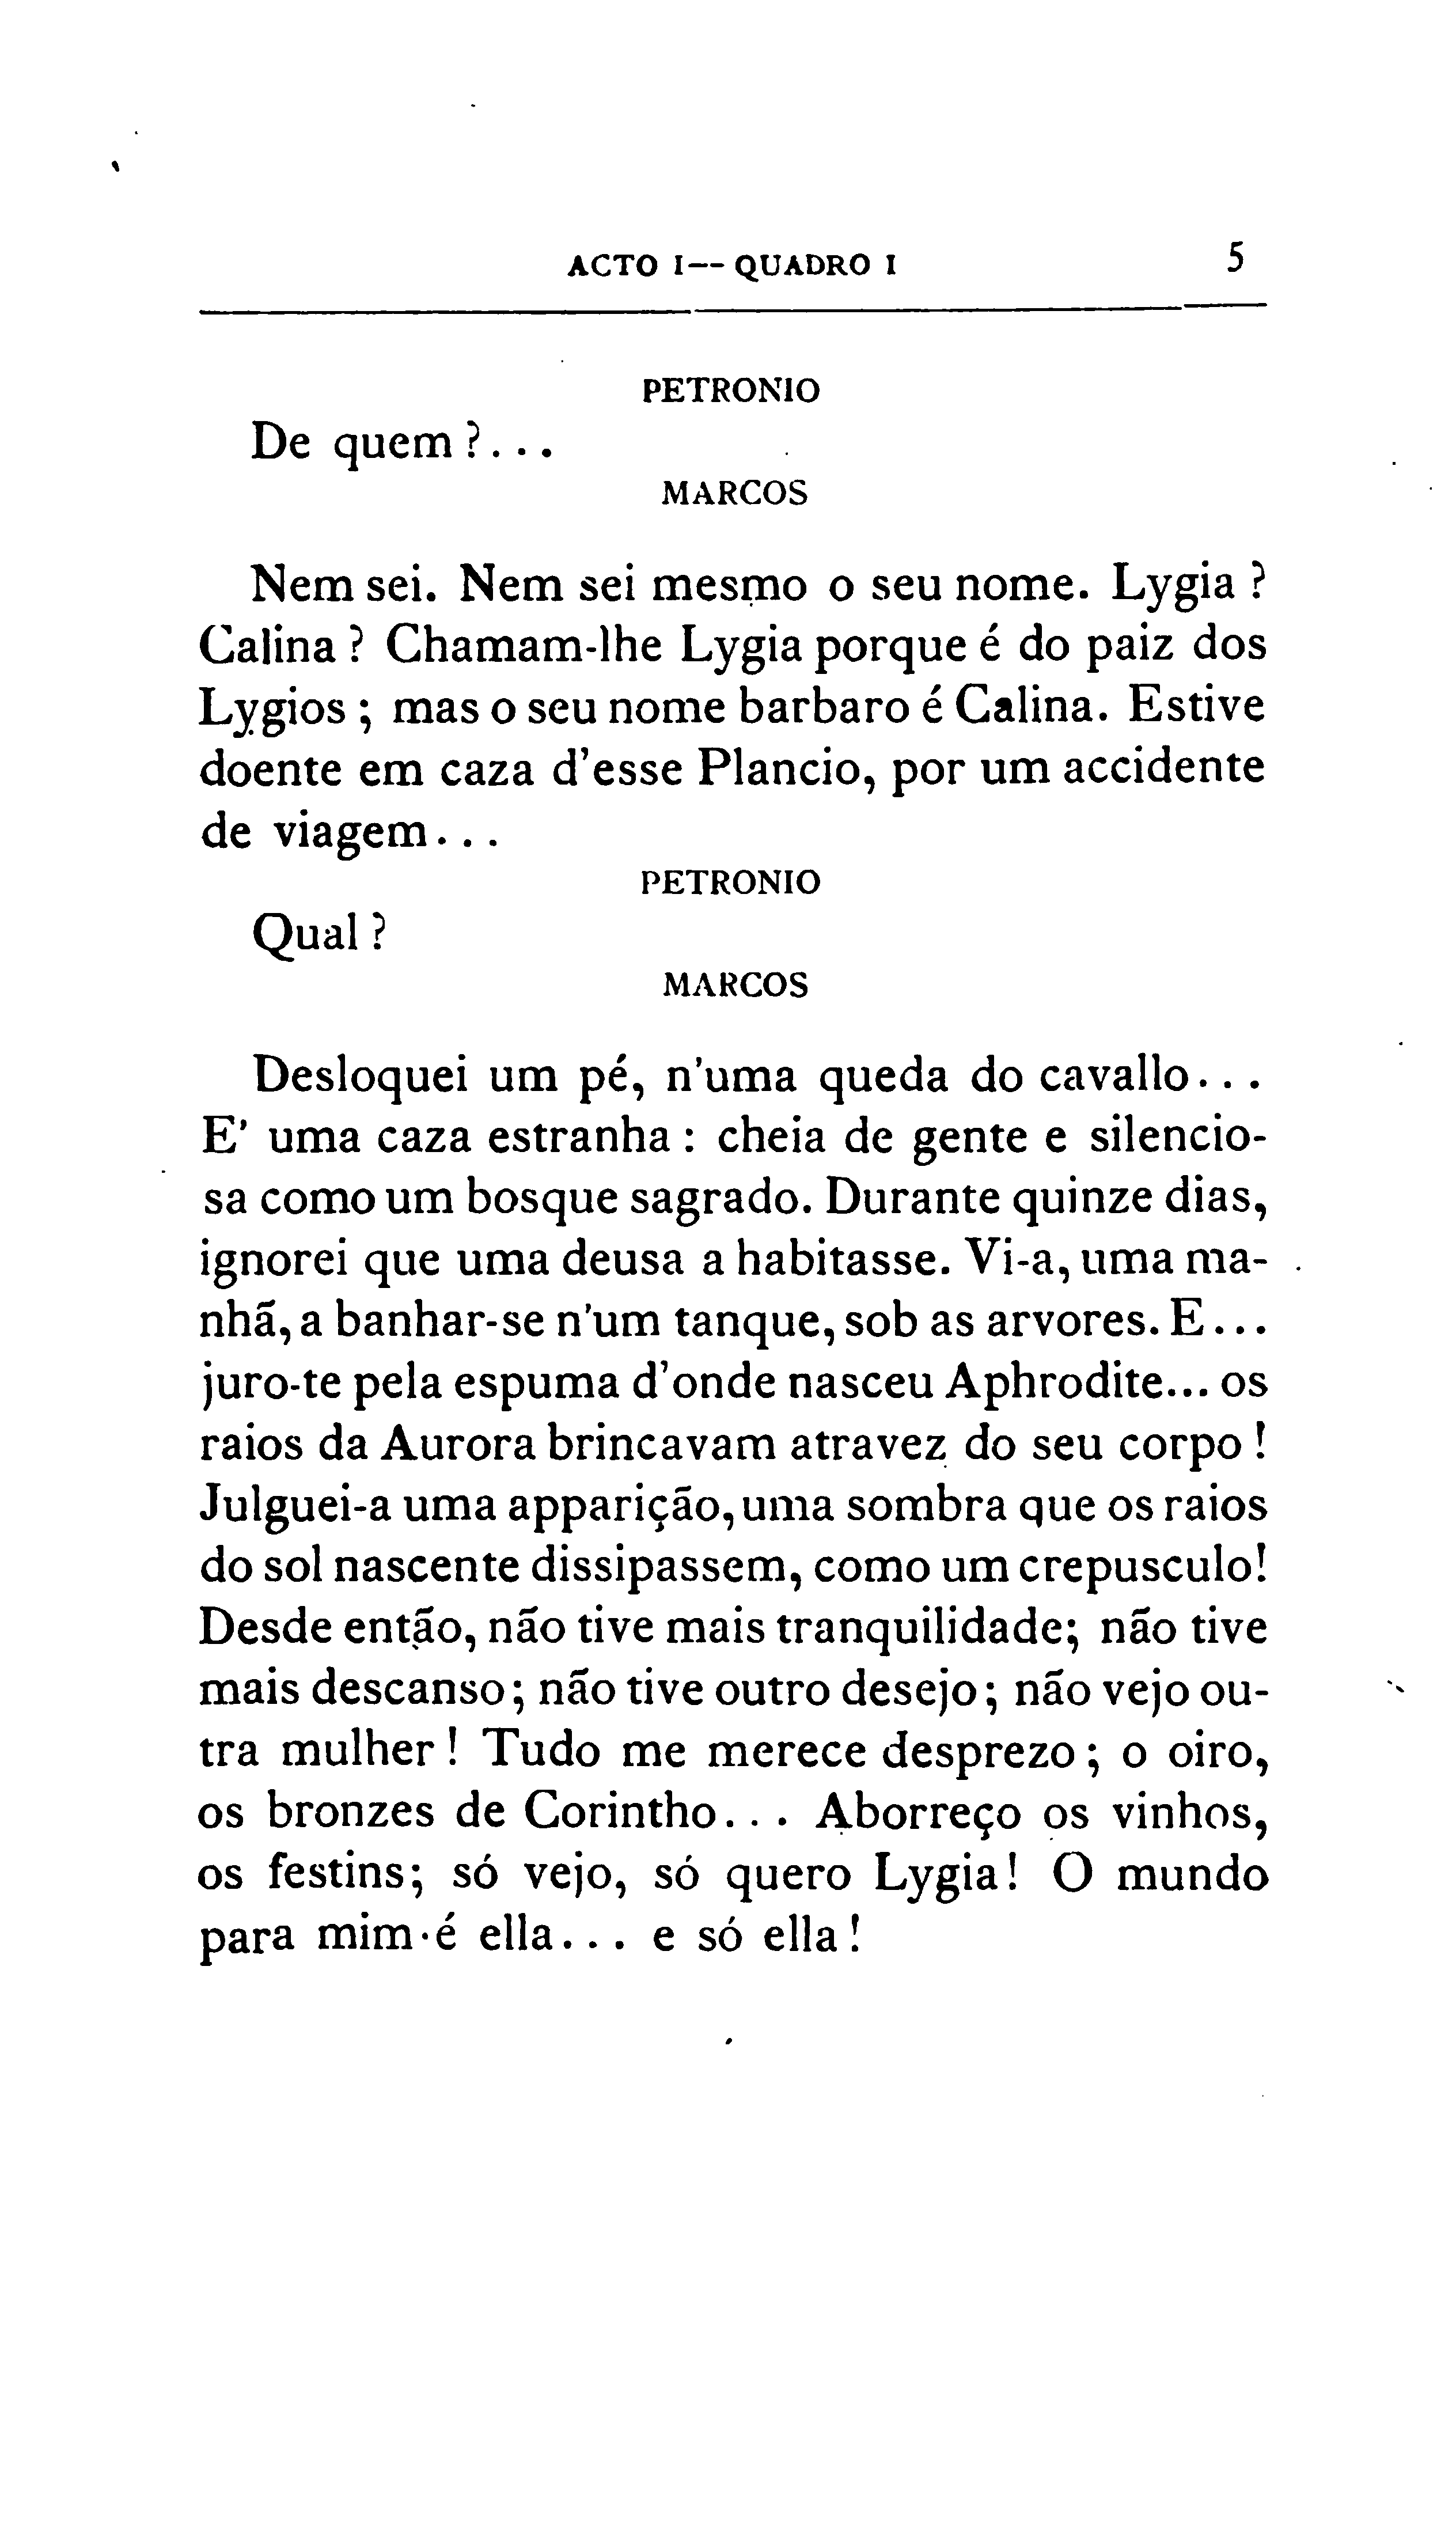 ACTO I— QUADRO I 5
PETRONIO
De quem ?...
MARCOS
Nem sei. Nem sei mesmo o seu nome. Lygia ?
Calina ? Chamam-lhe Lygia porque é do paiz dos
Lygios ; mas o seu nome barbaro é Calina. Estive
doente em caza d'esse Plancio, por um accidente
de viagem...
PETRONIO
Qual ?
MARCOS
Desloquei um pé, n'uma queda do cavallo...
E' uma caza estranha : cheia de gente e silencio-
sa como um bosque sagrado. Durante quinze dias,
ignorei que uma deusa a habitasse. Vi-a, uma ma-
nhã, a banhar-se n'um tanque, sob as arvores. E...
juro-te pela espuma d'onde nasceu Aphrodite... os
raios da Aurora brincavam atravez do seu corpo !
Julguei-a uma apparição, uma sombra que os raios
do sol nascente dissipassem, como um crepusculo!
Desde então, não tive mais tranquilidade; não tive
mais descanso; não tive outro desejo; não vejo ou-
tra mulher ! Tudo me merece desprezo ; o oiro,
os bronzes de Corintho... Aborreço os vinhos,
os festins; só vejo, só quero Lygia! O mundo
para mim é ella... e só ella !